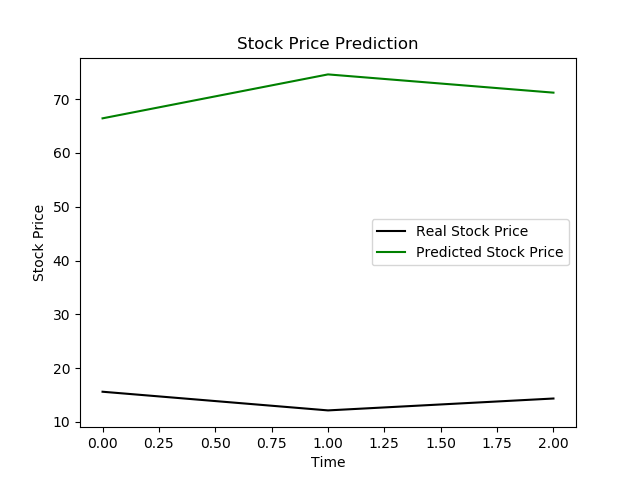 Stock Price Prediction
Stock Price
70
60
50
40
30
20
10
Real Stock Price
Predicted Stock Price
0.00 0.25 0.50 0.75 1.00 1.25 1.50 1.75 2.00
Time